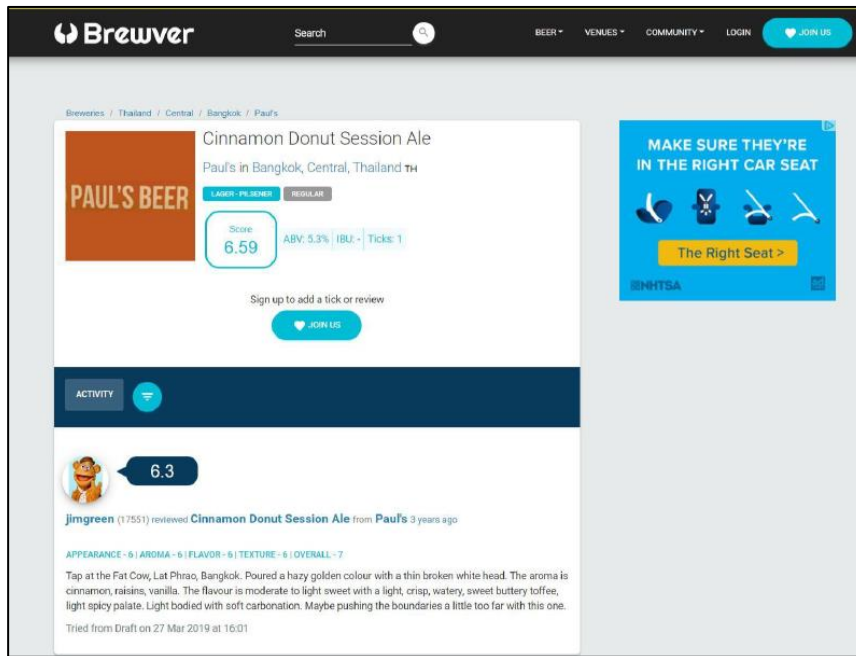 Brewver
Search
BEER
VENUES
COMMUNITY
LOGIN
JOIN US
Breweries / Thailand / Central / Bangkok / Paul's
PAUL'S BEER
Cinnamon Donut Session Ale
Paul's in Bangkok, Central, Thailand TH
LAGER - PILSENER REGULAR
Score
6.59
ABV: 5.3% | IBU: - | Ticks: 1
Sign up to add a tick or review
JOIN US
MAKE SURE THEY'RE
IN THE RIGHT CAR SEAT
The Right Seat >
NHTSA
ACTIVITY
6.3
jimgreen (17551) reviewed Cinnamon Donut Session Ale from Paul's 3 years ago
APPEARANCE - 6 | AROMA - 6 | FLAVOR - 6 | TEXTURE - 6 | OVERALL - 7
Tap at the Fat Cow, Lat Phrao, Bangkok. Poured a hazy golden colour with a thin broken white head. The aroma is
cinnamon, raisins, vanilla. The flavour is moderate to light sweet with a light, crisp, watery, sweet buttery toffee,
light spicy palate. Light bodied with soft carbonation. Maybe pushing the boundaries a little too far with this one.
Tried from Draft on 27 Mar 2019 at 16:01